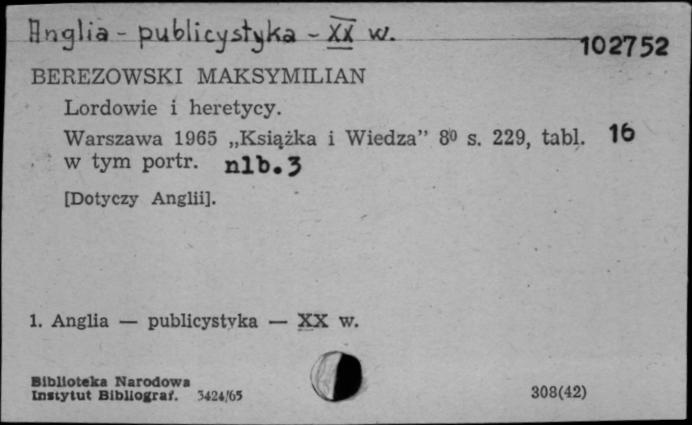 Anglia - publicystyka - XX w.
102752
BEREZOWSKI MAKSYMILIAN
Lordowie i heretycy.
Warszawa 1965 „Książka i Wiedza” 8⁰ s. 229, tabl. 16
w tym portr. nlb. 3
[Dotyczy Anglii].
1. Anglia — publicystyka — XX w.
Biblioteka Narodowa
Instytut Bibliograf. 3424/65
308(42)